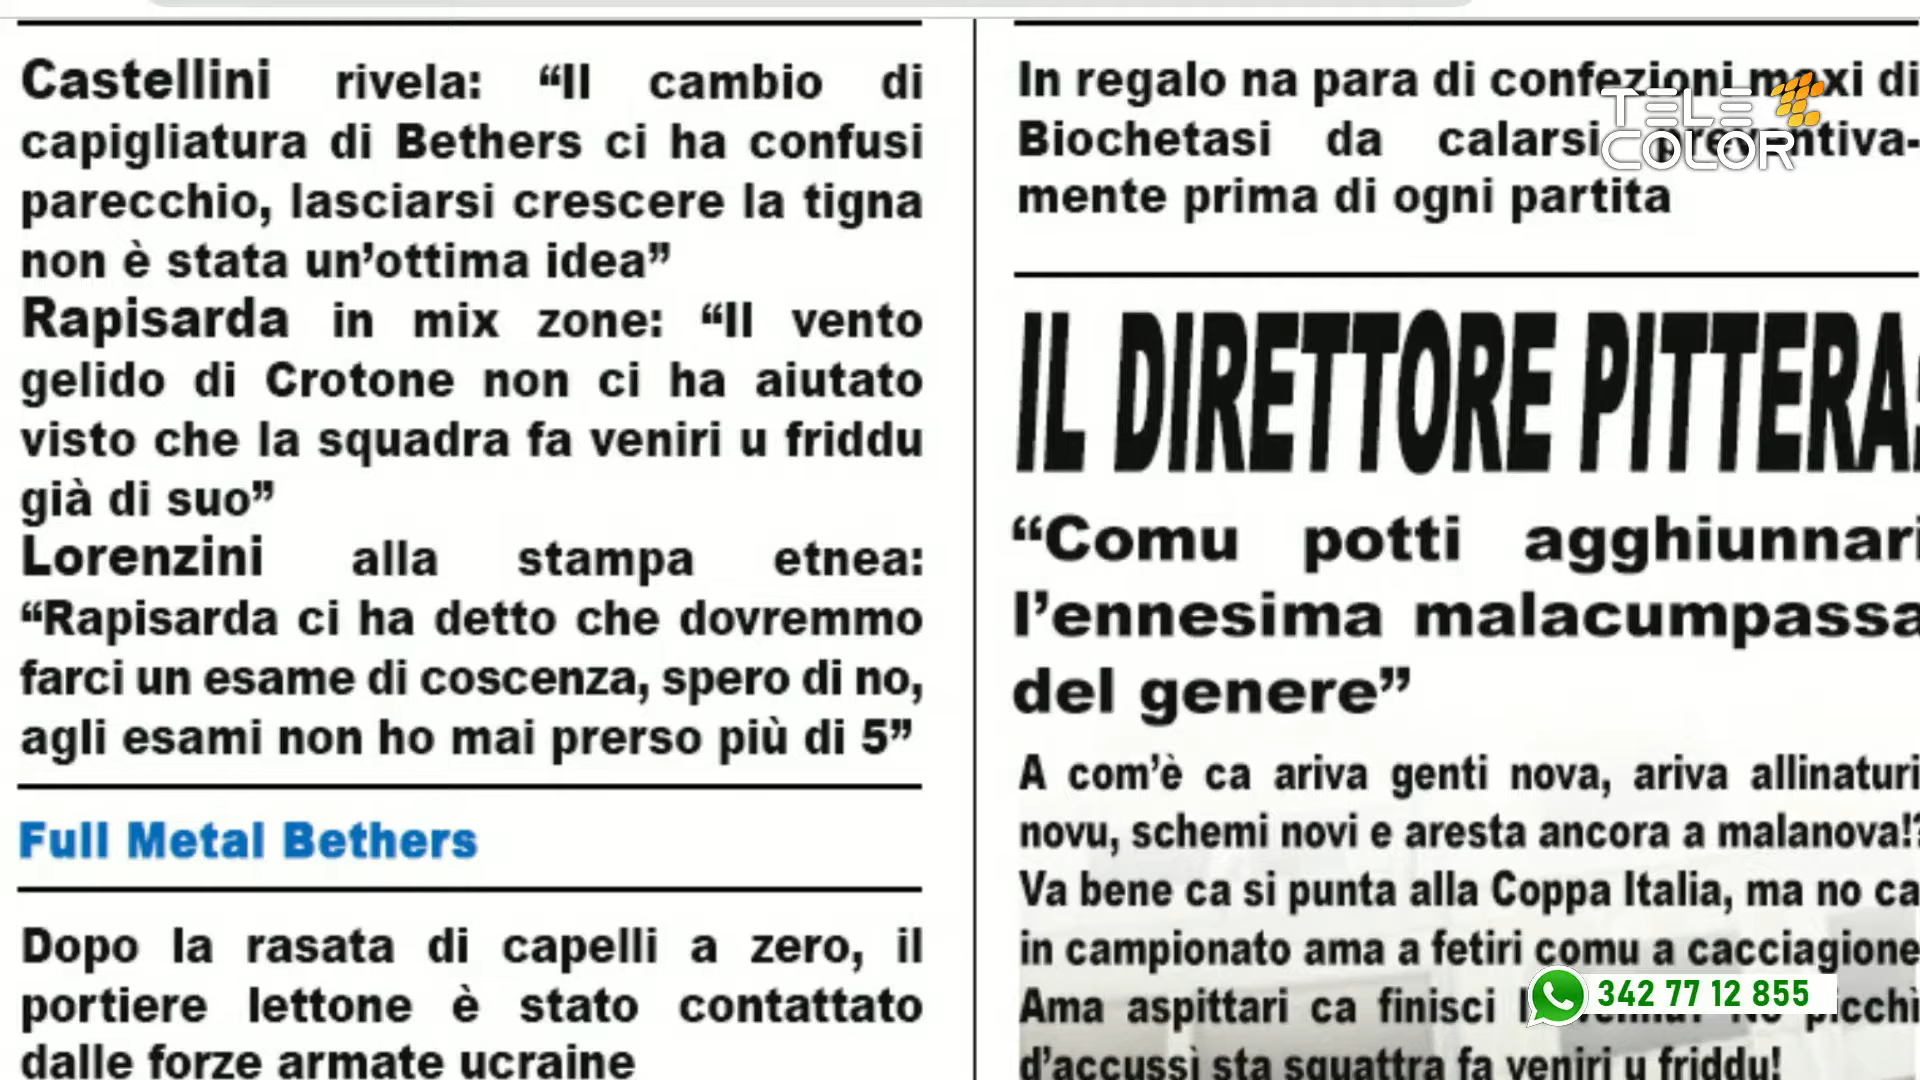 Castellini rivela: “Il cambio di
capigliatura di Bethers ci ha confusi
parecchio, lasciarsi crescere la tigna
non è stata un’ottima idea”
Rapisarda in mix zone: “Il vento
gelido di Crotone non ci ha aiutato
visto che la squadra fa veniri u friddu
già di suo”
Lorenzini alla stampa etnea:
“Rapisarda ci ha detto che dovremmo
farci un esame di coscenza, spero di no,
agli esami non ho mai prerso più di 5”
Full Metal Bethers
Dopo la rasata di capelli a zero, il
portiere lettone è stato contattato
dalle forze armate ucraine
In regalo na para di confezioni maxi di
Biochetasi da calarsi preventiva-
mente prima di ogni partita
IL DIRETTORE PITTERA:
“Comu potti agghiunnari
l’ennesima malacumpassa
del genere”
A com’è ca ariva genti nova, ariva allinaturi
novu, schemi novi e aresta ancora a malanova!?
Va bene ca si punta alla Coppa Italia, ma no ca
in campionato ama a fetiri comu a cacciagione
Ama aspittari ca finisci picchì
d’accussì sta squattra fa veniri u friddu!
TELE
COLOR
342 77 12 855